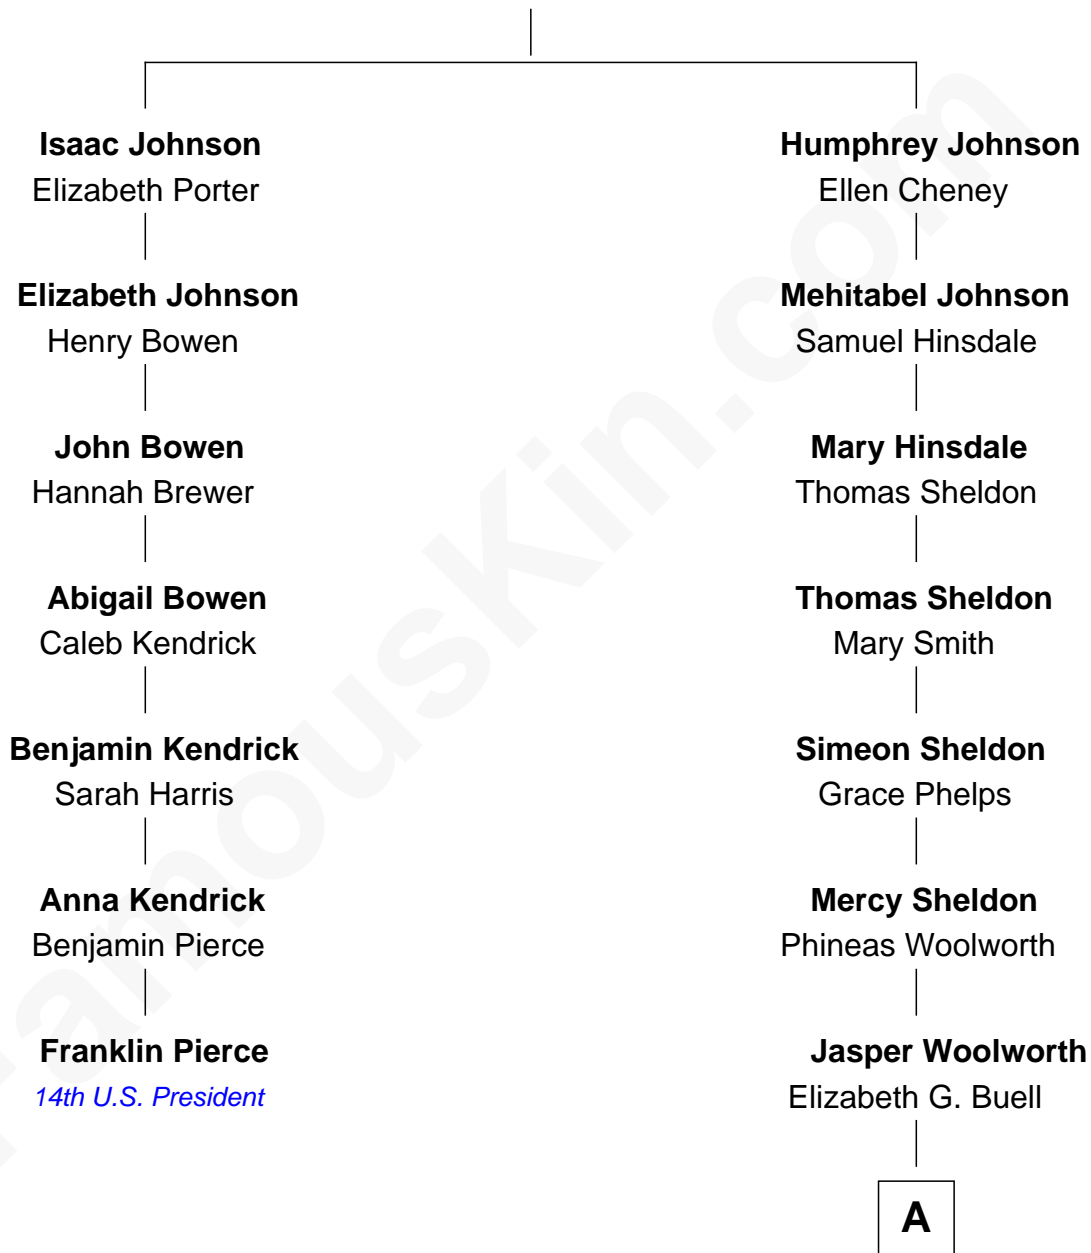 Isaac Johnson
Elizabeth Porter
Elizabeth Johnson
Henry Bowen
John Bowen
Hannah Brewer
Abigail Bowen
Caleb Kendrick
Benjamin Kendrick
Sarah Harris
Anna Kendrick
Benjamin Pierce
Franklin Pierce
14th U.S. President
Humphrey Johnson
Ellen Cheney
Mehitabel Johnson
Samuel Hinsdale
Mary Hinsdale
Thomas Sheldon
Thomas Sheldon
Mary Smith
Simeon Sheldon
Grace Phelps
Mercy Sheldon
Phineas Woolworth
Jasper Woolworth
Elizabeth G. Buell
A
FamousKin.com